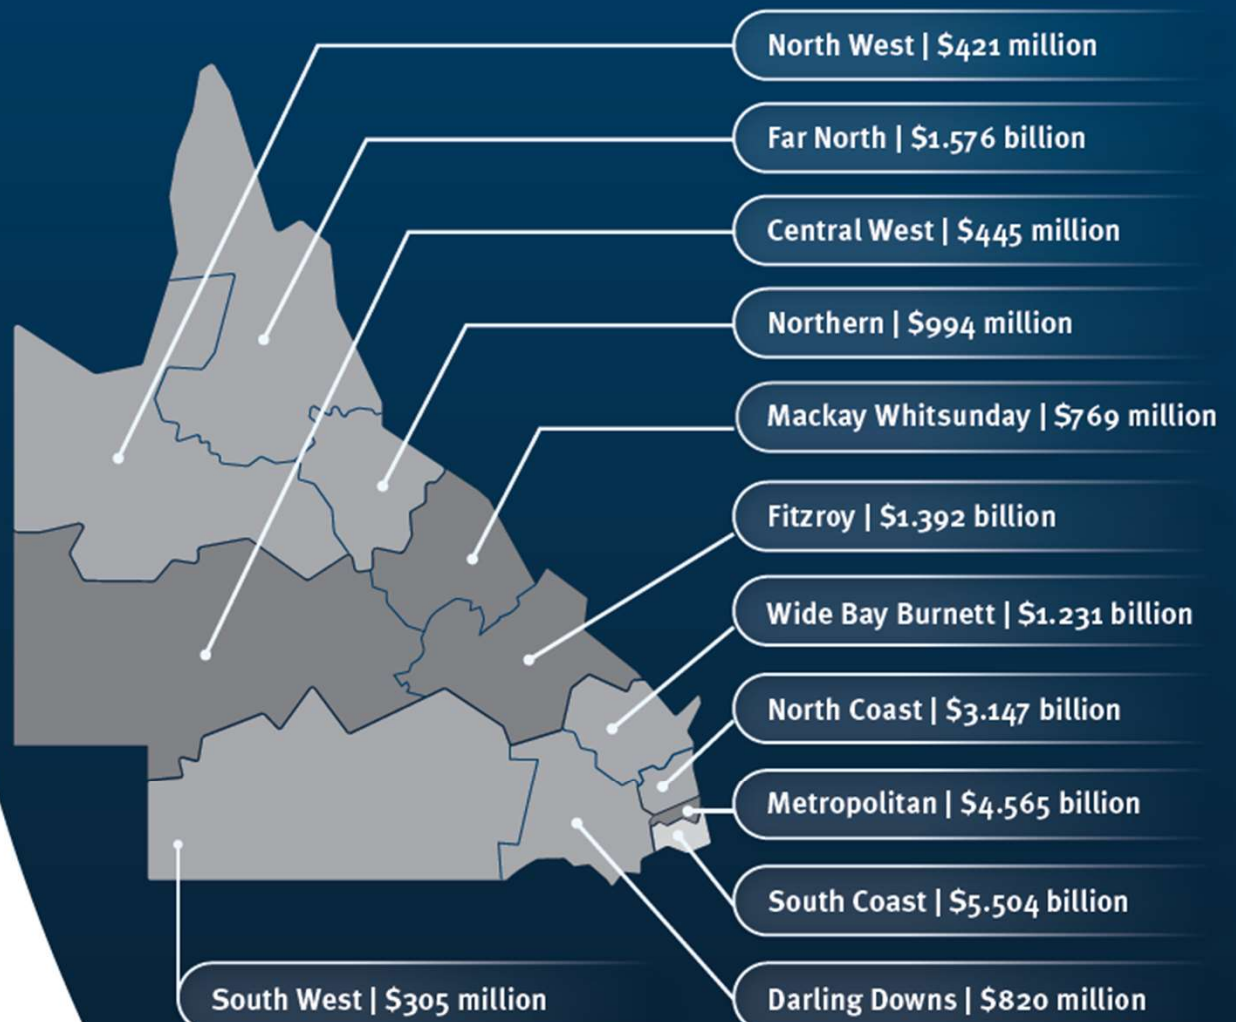 North West | $421 million
Far North | $1.576 billion
Central West | $445 million
Northern | $994 million
Mackay Whitsunday | $769 million
Fitzroy | $1.392 billion
Wide Bay Burnett | $1.231 billion
North Coast | $3.147 billion
Metropolitan | $4.565 billion
South Coast | $5.504 billion
South West | $305 million
Darling Downs | $820 million